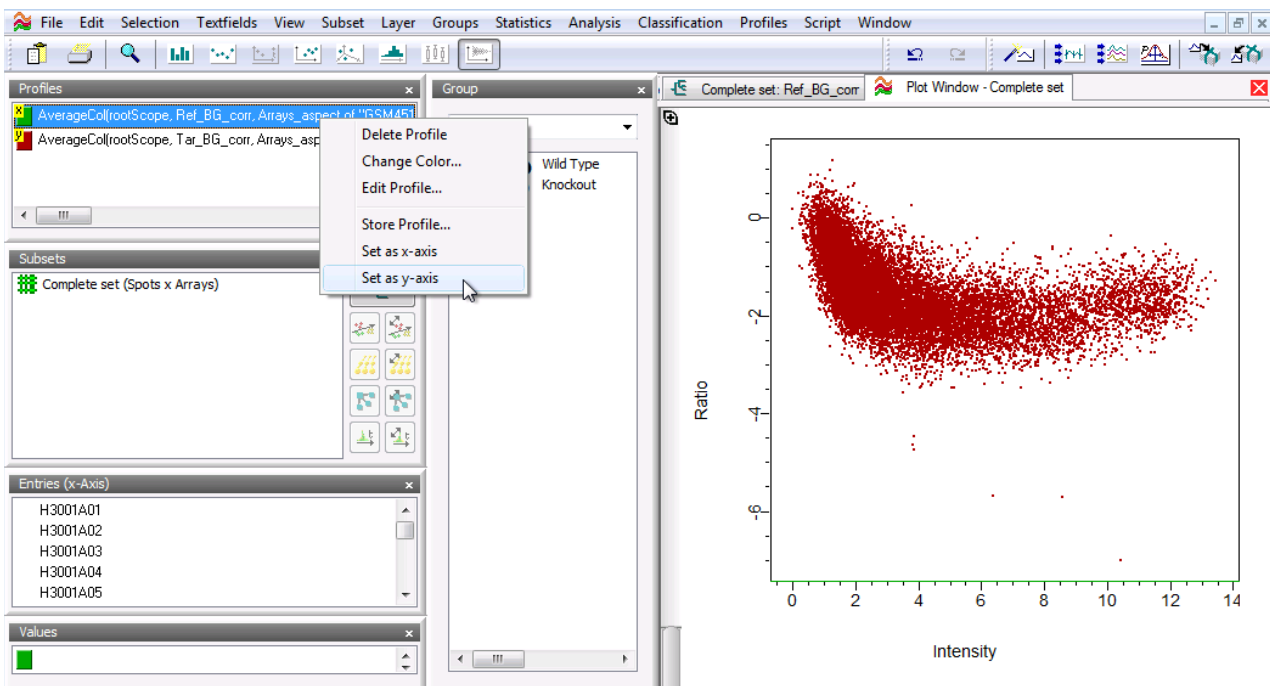 File Edit Selection Textfields View Subset Layer Groups Statistics Analysis Classification Profiles Script Window
Profiles
AverageCol(rootScope, Ref_BG_corr, Arrays_aspect of "GSM451
AverageCol(rootScope, Tar_BG_corr, Arrays_asp
Delete Profile
Change Color...
Edit Profile...
Store Profile...
Set as x-axis
Set as y-axis
Subsets
Complete set (Spots x Arrays)
Entries (x-Axis)
H3001A01
H3001A02
H3001A03
H3001A04
H3001A05
Values
Group
Wild Type
Knockout
Complete set: Ref_BG_corr
Plot Window - Complete set
0
-2
-4
-6
Ratio
0 2 4 6 8 10 12 14
Intensity